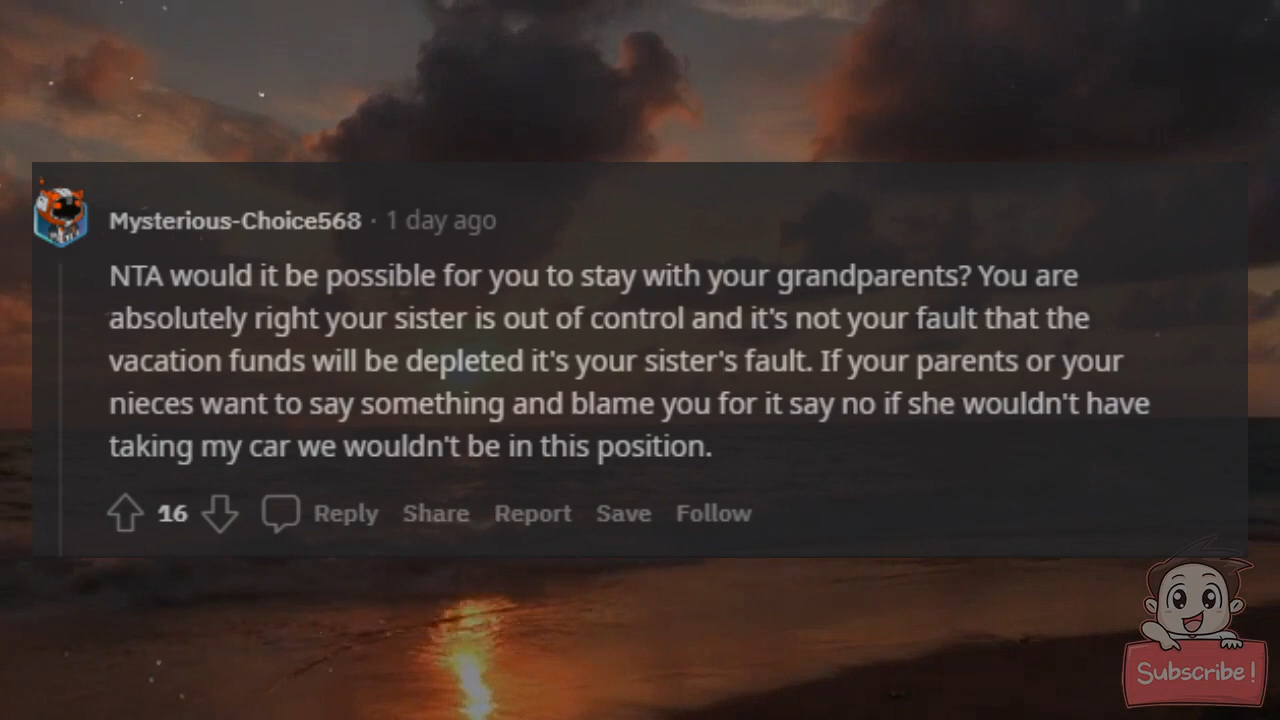 Mysterious-Choice568 · 1 day ago
NTA would it be possible for you to stay with your grandparents? You are
absolutely right your sister is out of control and it's not your fault that the
vacation funds will be depleted it's your sister's fault. If your parents or your
nieces want to say something and blame you for it say no if she wouldn't have
taking my car we wouldn't be in this position.
16 Reply Share Report Save Follow
Subscribe!